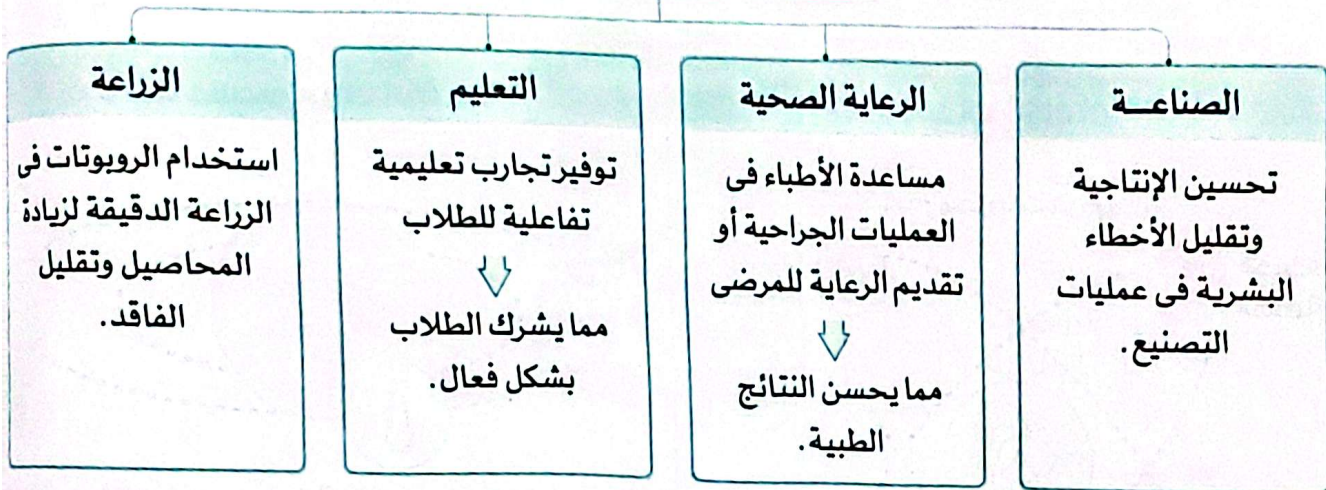 الصناعـــة
تحسين الإنتاجية
وتقليل الأخطاء
البشرية فى عمليات
التصنيع.
الرعاية الصحية
مساعدة الأطباء فى
العمليات الجراحية أو
تقديم الرعاية للمرضى
مما يحسن النتائج
الطبية.
التعليم
توفير تجارب تعليمية
تفاعلية للطلاب
مما يشرك الطلاب
بشكل فعال.
الزراعة
استخدام الروبوتات فى
الزراعة الدقيقة لزيادة
المحاصيل وتقليل
الفاقد.